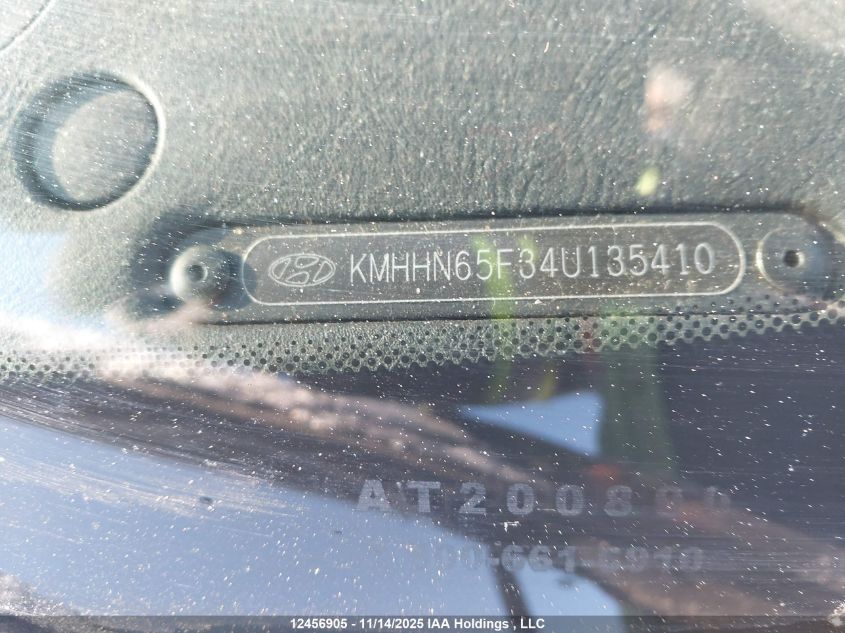 KMHHN65F34U135410
AT200800
12456905 - 11/14/2025 IAA Holdings , LLC